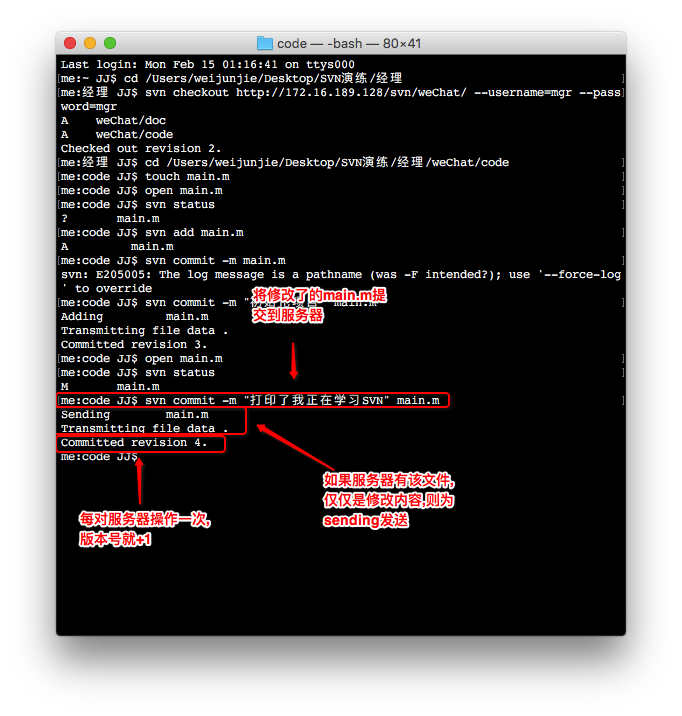 code — -bash — 80×41
Last login: Mon Feb 15 01:16:41 on ttys000
[me:~ JJ$ cd /Users/weijunjie/Desktop/SVN演练/经理 ]
[me:经理 JJ$ svn checkout http://172.16.189.128/svn/weChat/ --username=mgr --pass]
word=mgr
A    weChat/doc
A    weChat/code
Checked out revision 2.
[me:经理 JJ$ cd /Users/weijunjie/Desktop/SVN演练/经理/weChat/code ]
[me:code JJ$ touch main.m ]
[me:code JJ$ open main.m ]
[me:code JJ$ svn status ]
?       main.m
[me:code JJ$ svn add main.m ]
A         main.m
[me:code JJ$ svn commit -m main.m ]
svn: E205005: The log message is a pathname (was -F intended?); use '--force-log
' to override
[me:code JJ$ svn commit -m " " main.m ]
将修改了的main.m提
交到服务器
Adding         main.m
Transmitting file data .
Committed revision 3.
[me:code JJ$ open main.m ]
[me:code JJ$ svn status ]
M       main.m
[me:code JJ$ svn commit -m "打印了我正在学习SVN" main.m ]
Sending        main.m
Transmitting file data .
Committed revision 4.
me:code JJ$
如果服务器有该文件,
仅仅是修改内容,则为
sending发送
每对服务器操作一次,
版本号就+1